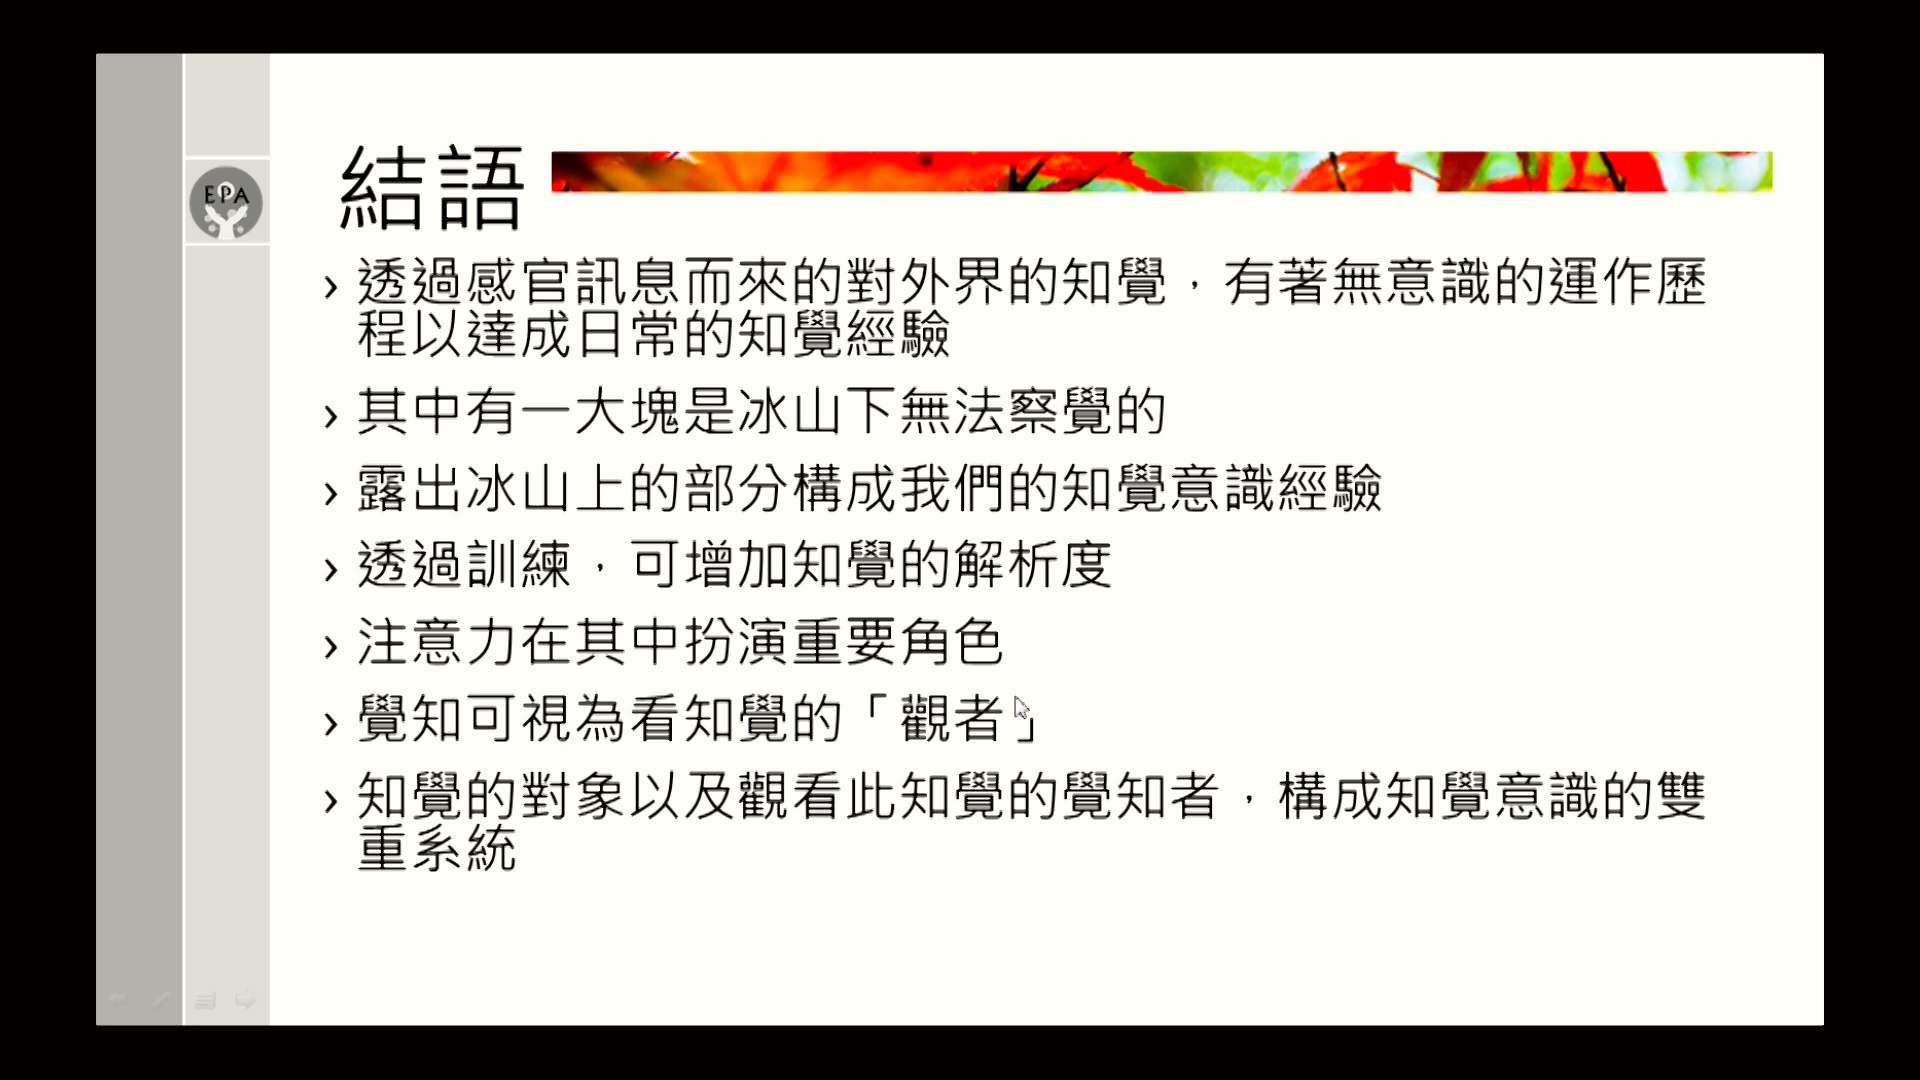 EPA
結語
› 透過感官訊息而來的對外界的知覺，有著無意識的運作歷
程以達成日常的知覺經驗
› 其中有一大塊是冰山下無法察覺的
› 露出冰山上的部分構成我們的知覺意識經驗
› 透過訓練，可增加知覺的解析度
› 注意力在其中扮演重要角色
› 覺知可視為看知覺的「觀者」
› 知覺的對象以及觀看此知覺的覺知者，構成知覺意識的雙
重系統